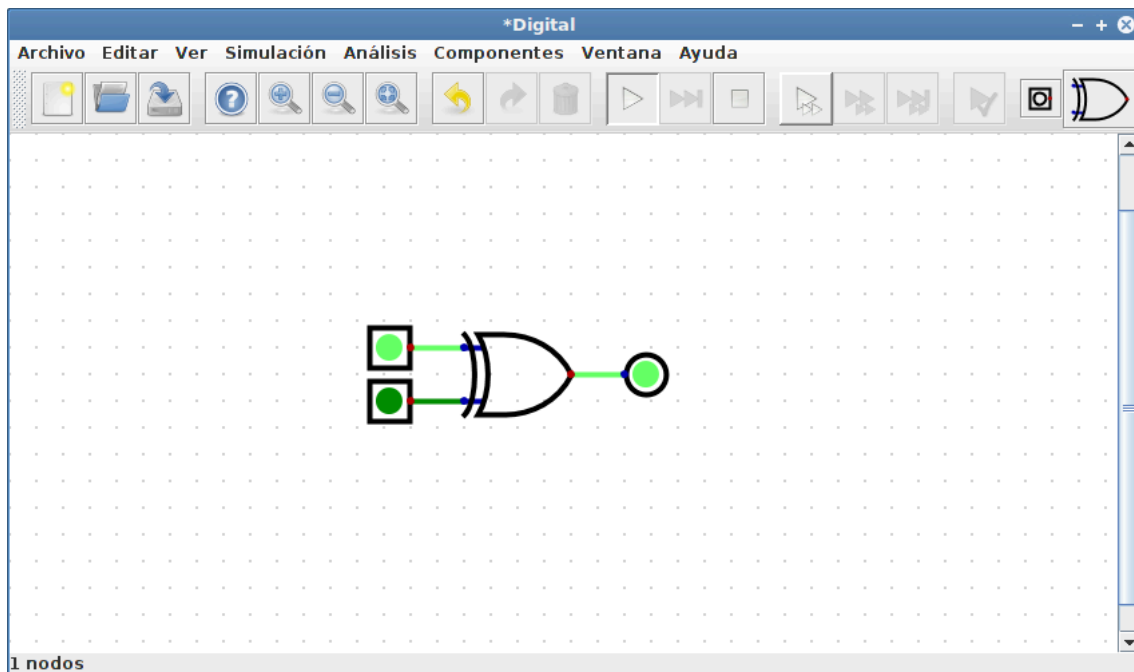 *Digital
Archivo Editar Ver Simulación Análisis Componentes Ventana Ayuda
1 nodos